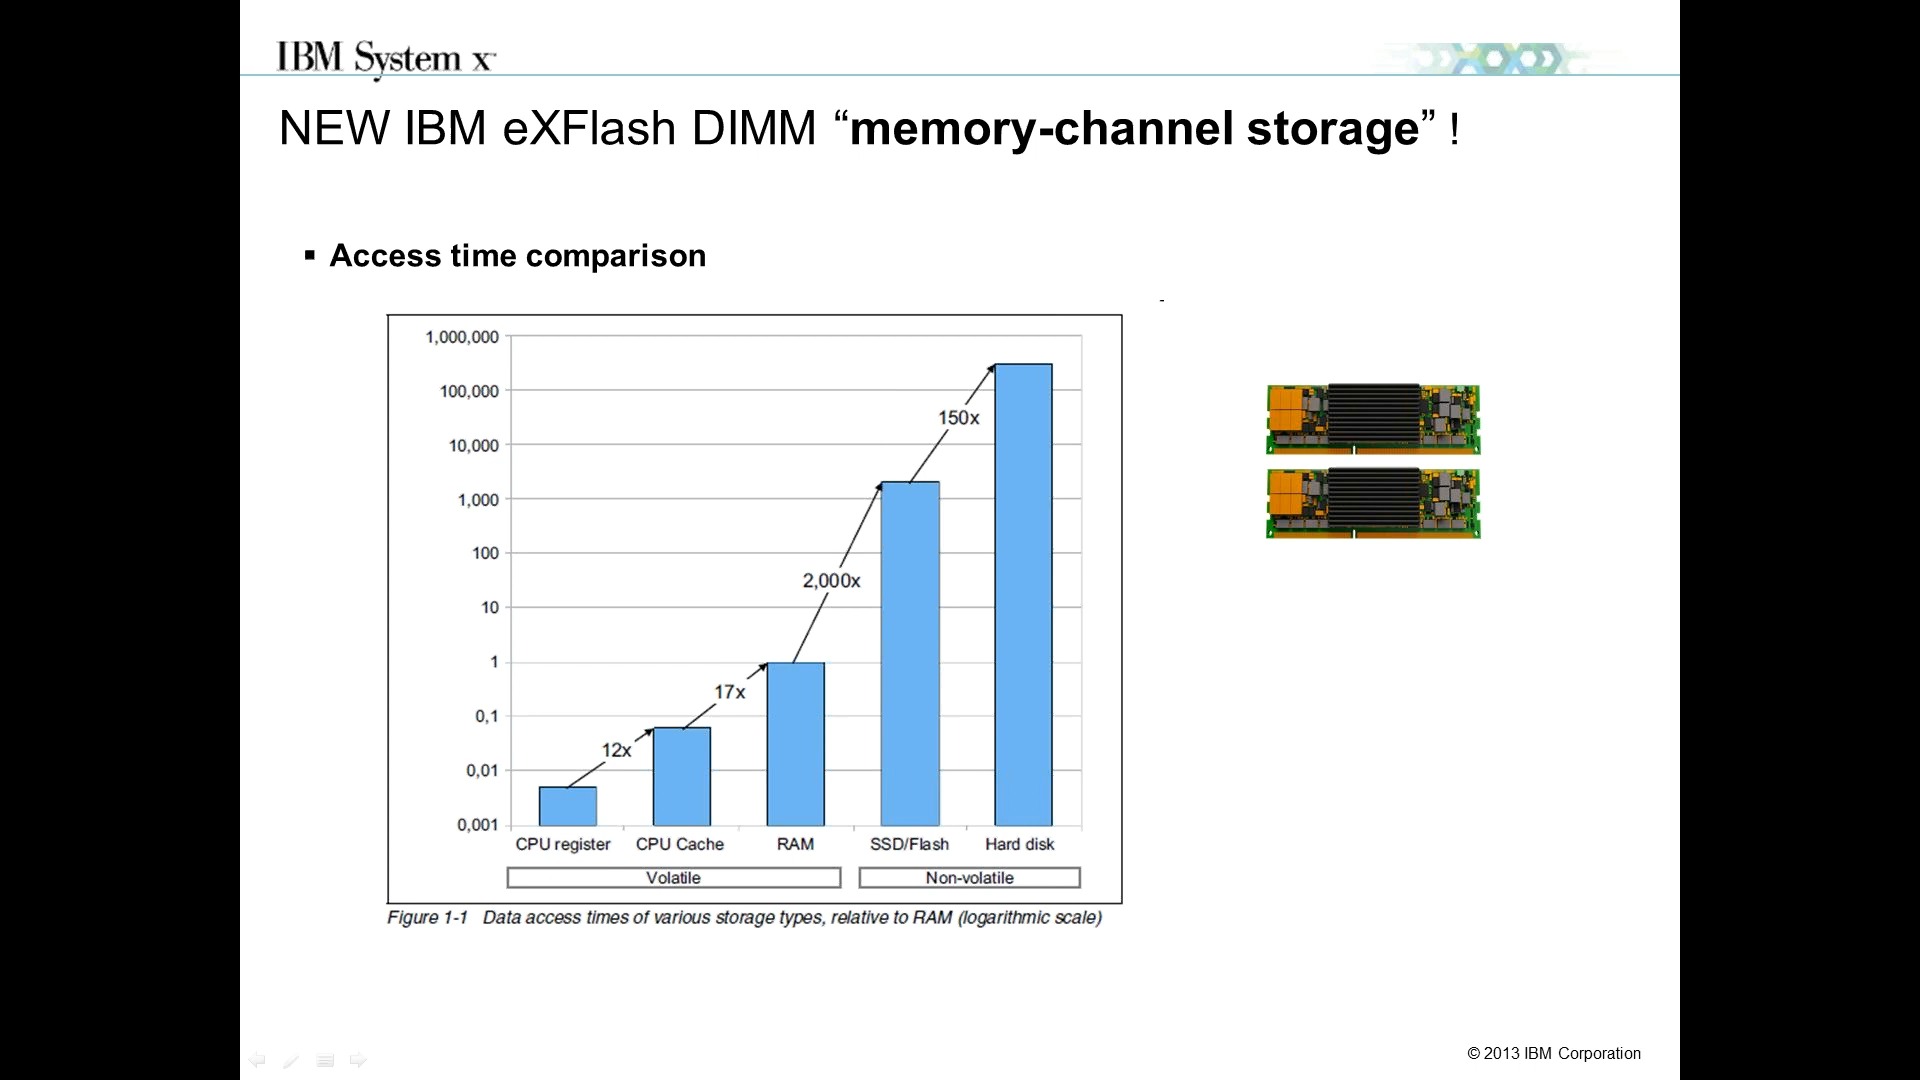 IBM System x™
NEW IBM eXFlash DIMM “memory-channel storage” !
▪ Access time comparison
-
1,000,000
100,000
10,000
1,000
100
10
1
0,1
0,01
0,001
12x
17x
2,000x
150x
CPU register CPU Cache RAM SSD/Flash Hard disk
Volatile Non-volatile
Figure 1-1 Data access times of various storage types, relative to RAM (logarithmic scale)
© 2013 IBM Corporation